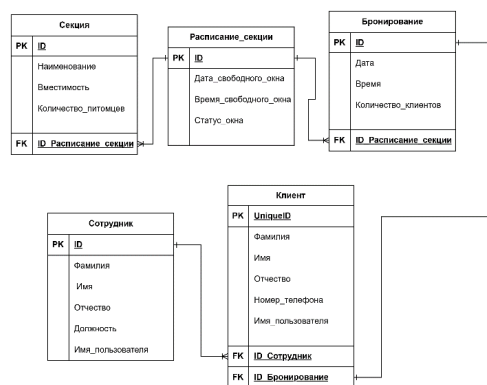 Секция
PK ID
Наименование
Вместимость
Количество_питомцев
FK ID_Расписание_секции
Расписание_секции
PK ID
Дата_свободного_окна
Время_свободного_окна
Статус_окна
Бронирование
PK ID
Дата
Время
Количество_клиентов
FK ID_Расписание_секции
Сотрудник
PK ID
Фамилия
Имя
Отчество
Должность
Имя_пользователя
Клиент
PK UniqueID
Фамилия
Имя
Отчество
Номер_телефона
Имя_пользователя
FK ID_Сотрудник
FK ID_Бронирование